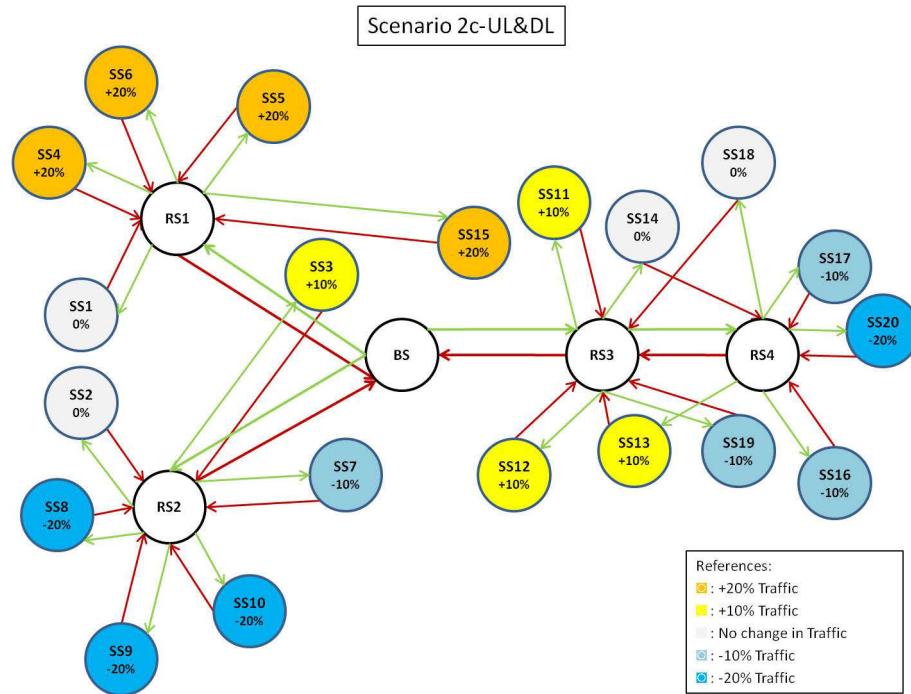 Scenario 2c-UL&DL
SS6
+20%
SS5
+20%
SS4
+20%
RS1
SS15
+20%
SS3
+10%
SS1
0%
SS2
0%
BS
SS11
+10%
SS14
0%
SS18
0%
SS17
-10%
SS20
-20%
RS3
RS4
SS12
+10%
SS13
+10%
SS19
-10%
SS16
-10%
SS7
-10%
RS2
SS8
-20%
SS10
-20%
SS9
-20%
References:
: +20% Traffic
: +10% Traffic
: No change in Traffic
: -10% Traffic
: -20% Traffic